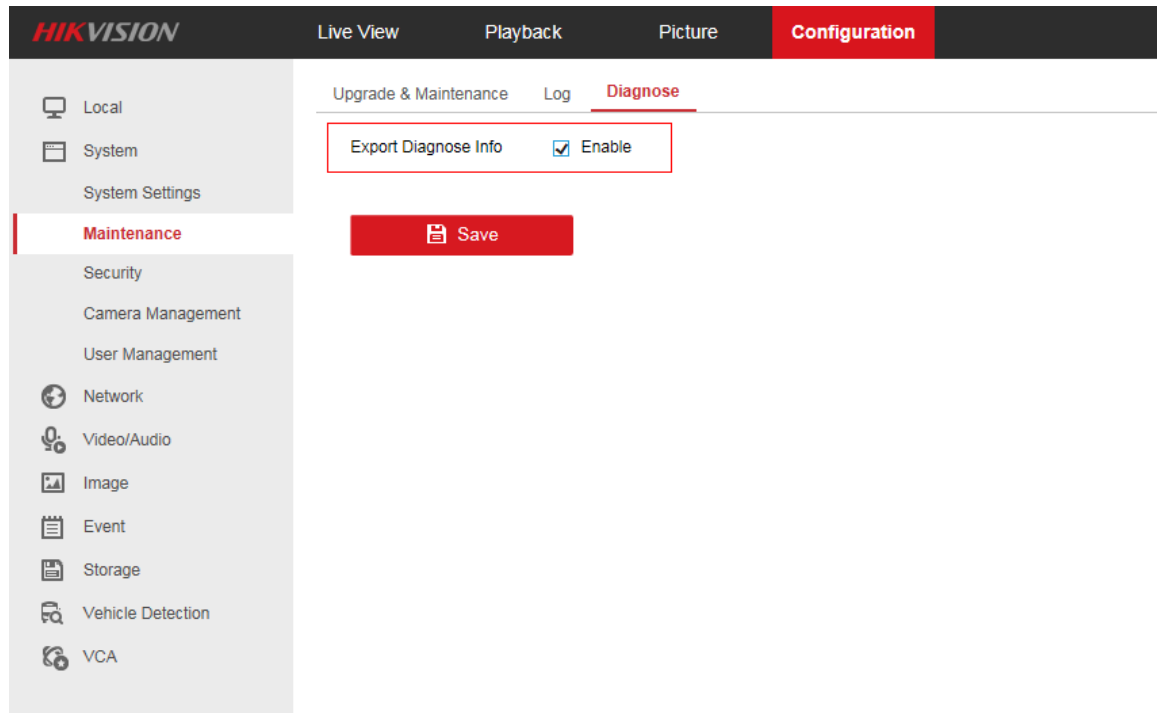 HIKVISION Live View Playback Picture Configuration
Local
System
System Settings
Maintenance
Security
Camera Management
User Management
Network
Video/Audio
Image
Event
Storage
Vehicle Detection
VCA
Upgrade & Maintenance Log Diagnose
Export Diagnose Info Enable
Save